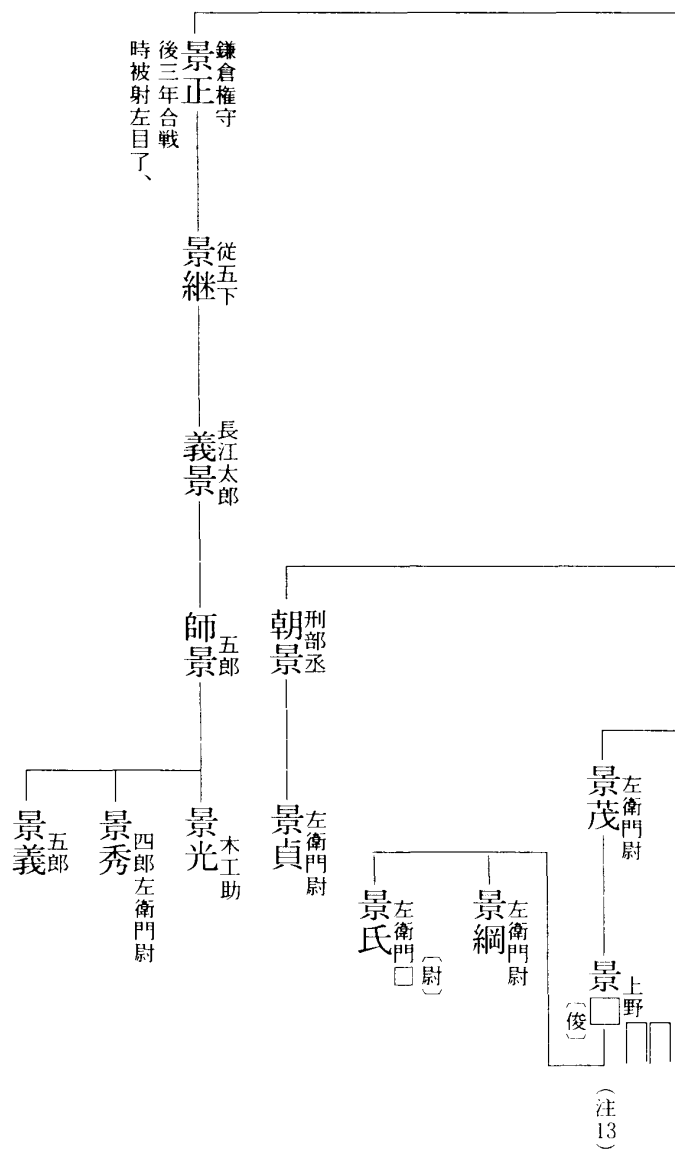 左衛門尉
景茂
上野
景□
〔俊〕
(注13)
左衛門尉
景綱
左衛門□
〔尉〕
景氏
刑部丞
朝景
左衛門尉
景貞
鎌倉権守
景正
後三年合戦
時被射左目了、
従五下
景継
長江太郎
義景
五郎
師景
木工助
景光
四郎左衛門尉
景秀
五郎
景義